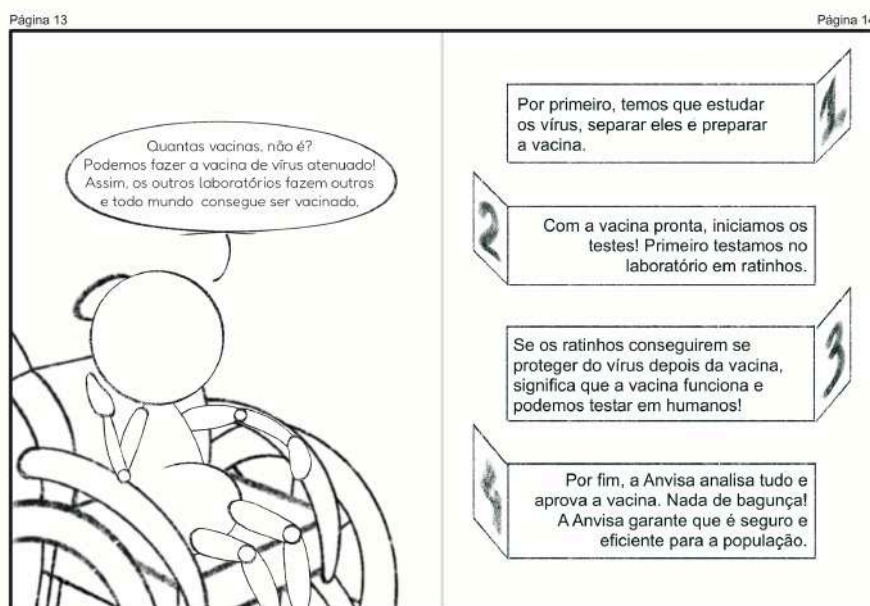 Página 13
Quantas vacinas, não é?
Podemos fazer a vacina de vírus atenuado!
Assim, os outros laboratórios fazem outras
e todo mundo consegue ser vacinado.
Página 14
1
Por primeiro, temos que estudar
os vírus, separar eles e preparar
a vacina.
2
Com a vacina pronta, iniciamos os
testes! Primeiro testamos no
laboratório em ratinhos.
3
Se os ratinhos conseguirem se
proteger do vírus depois da vacina,
significa que a vacina funciona e
podemos testar em humanos!
4
Por fim, a Anvisa analisa tudo e
aprova a vacina. Nada de bagunça!
A Anvisa garante que é seguro e
eficiente para a população.